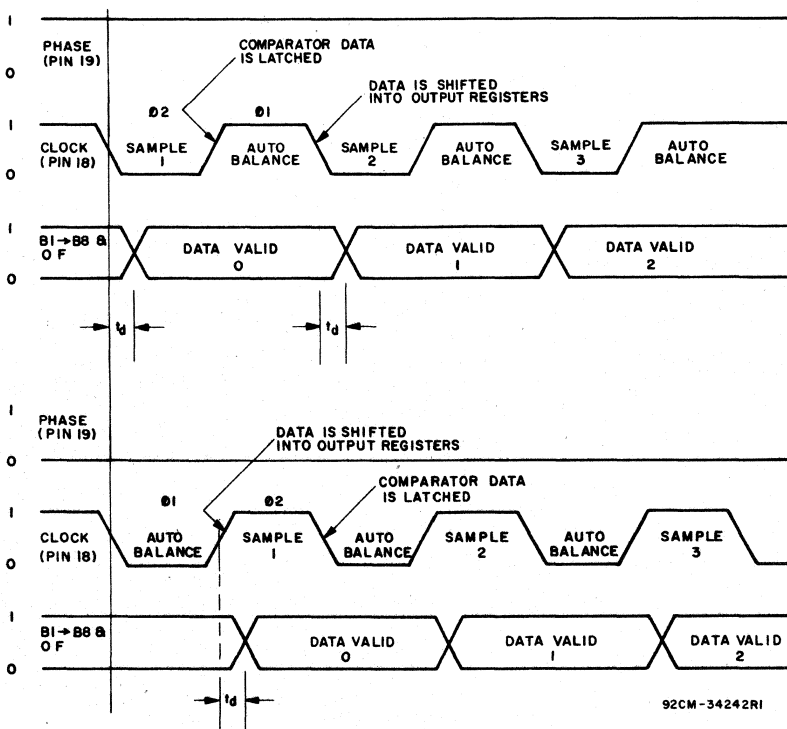 1
PHASE
(PIN 19)
0
COMPARATOR DATA
IS LATCHED
DATA IS SHIFTED
INTO OUTPUT REGISTERS
Ø2
Ø1
1
CLOCK
(PIN 18)
0
SAMPLE
1
AUTO
BALANCE
SAMPLE
2
AUTO
BALANCE
SAMPLE
3
AUTO
BALANCE
1
B1→B8 &
OF
0
DATA VALID
0
DATA VALID
1
DATA VALID
2
td
td
1
PHASE
(PIN 19)
0
DATA IS SHIFTED
INTO OUTPUT REGISTERS
COMPARATOR DATA
IS LATCHED
Ø1
Ø2
1
CLOCK
(PIN 18)
0
AUTO
BALANCE
SAMPLE
1
AUTO
BALANCE
SAMPLE
2
AUTO
BALANCE
SAMPLE
3
1
B1→B8 &
OF
0
DATA VALID
0
DATA VALID
1
DATA VALID
2
td
92CM-34242R1